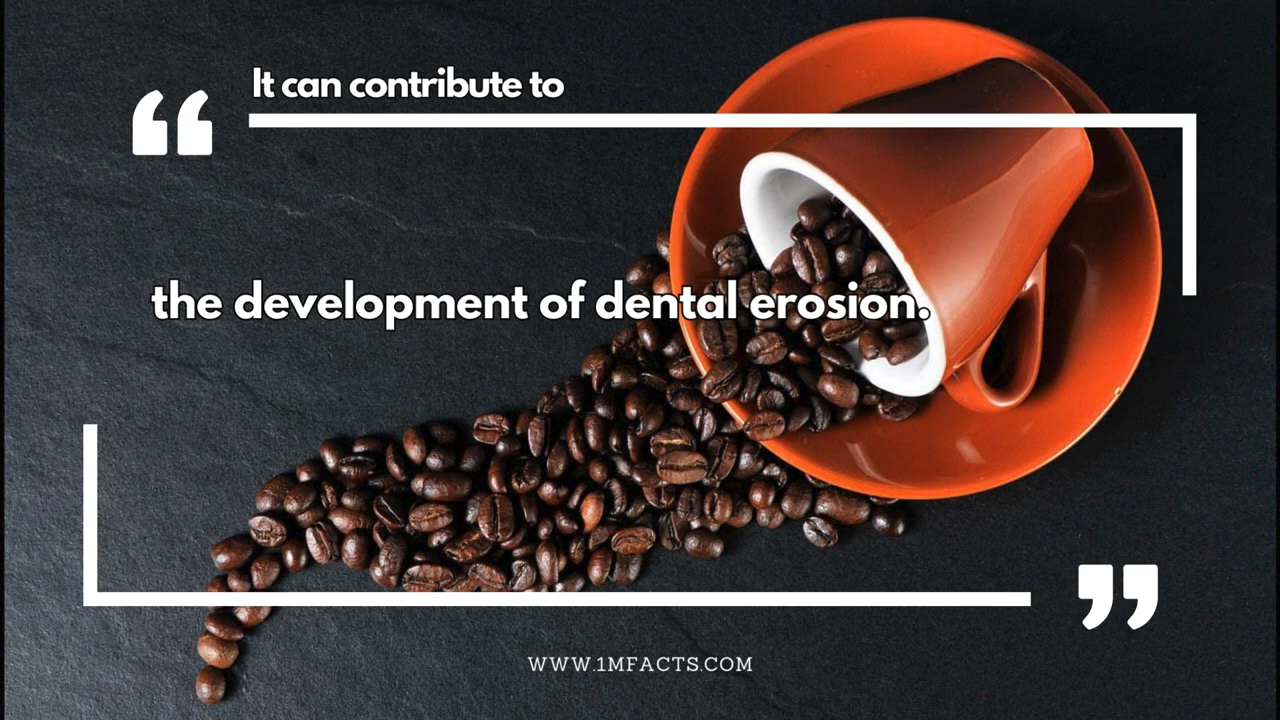 It can contribute to
the development of dental erosion.
WWW.1MFACTS.COM